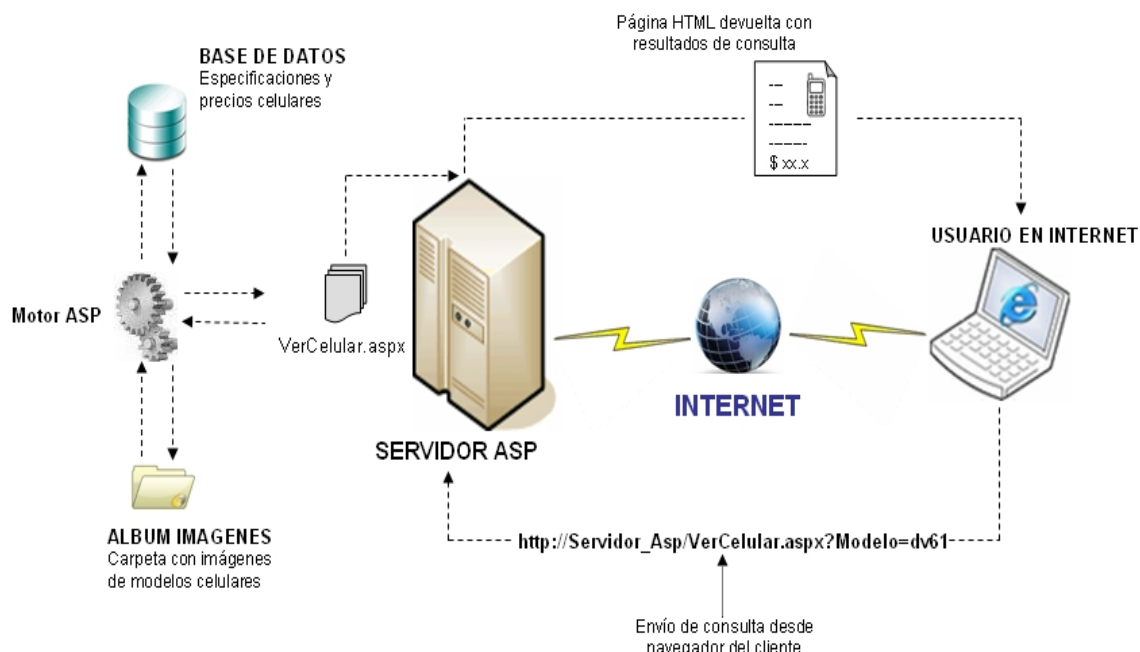 Página HTML devuelta con
resultados de consulta
BASE DE DATOS
Especificaciones y
precios celulares
$ xx.x
USUARIO EN INTERNET
Motor ASP
VerCelular.aspx
INTERNET
SERVIDOR ASP
ALBUM IMAGENES
Carpeta con imágenes
de modelos celulares
http://Servidor_Asp/VerCelular.aspx?Modelo=dv61
Envío de consulta desde
navegador del cliente